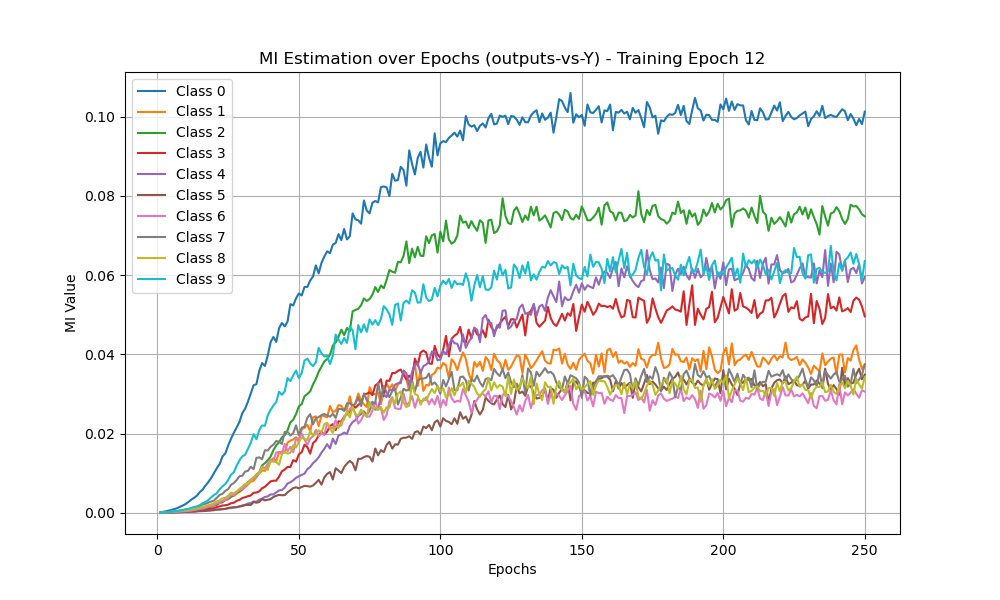 MI Estimation over Epochs (outputs-vs-Y) - Training Epoch 12
MI Value
0.10
0.08
0.06
0.04
0.02
0.00
Class 0
Class 1
Class 2
Class 3
Class 4
Class 5
Class 6
Class 7
Class 8
Class 9
0 50 100 150 200 250
Epochs